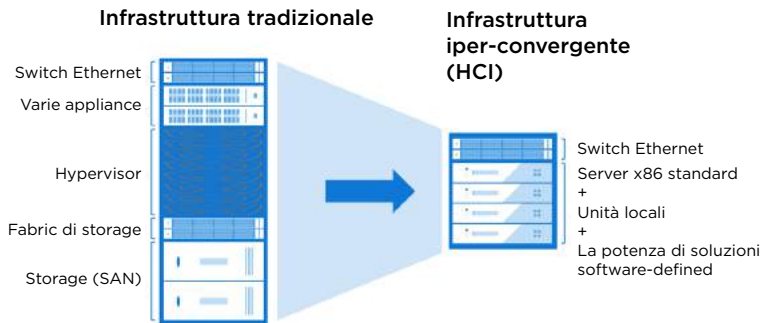 Infrastruttura tradizionale
Switch Ethernet
Varie appliance
Hypervisor
Fabric di storage
Storage (SAN)
Infrastruttura
iper-convergente
(HCI)
Switch Ethernet
Server x86 standard
+
Unità locali
+
La potenza di soluzioni
software-defined